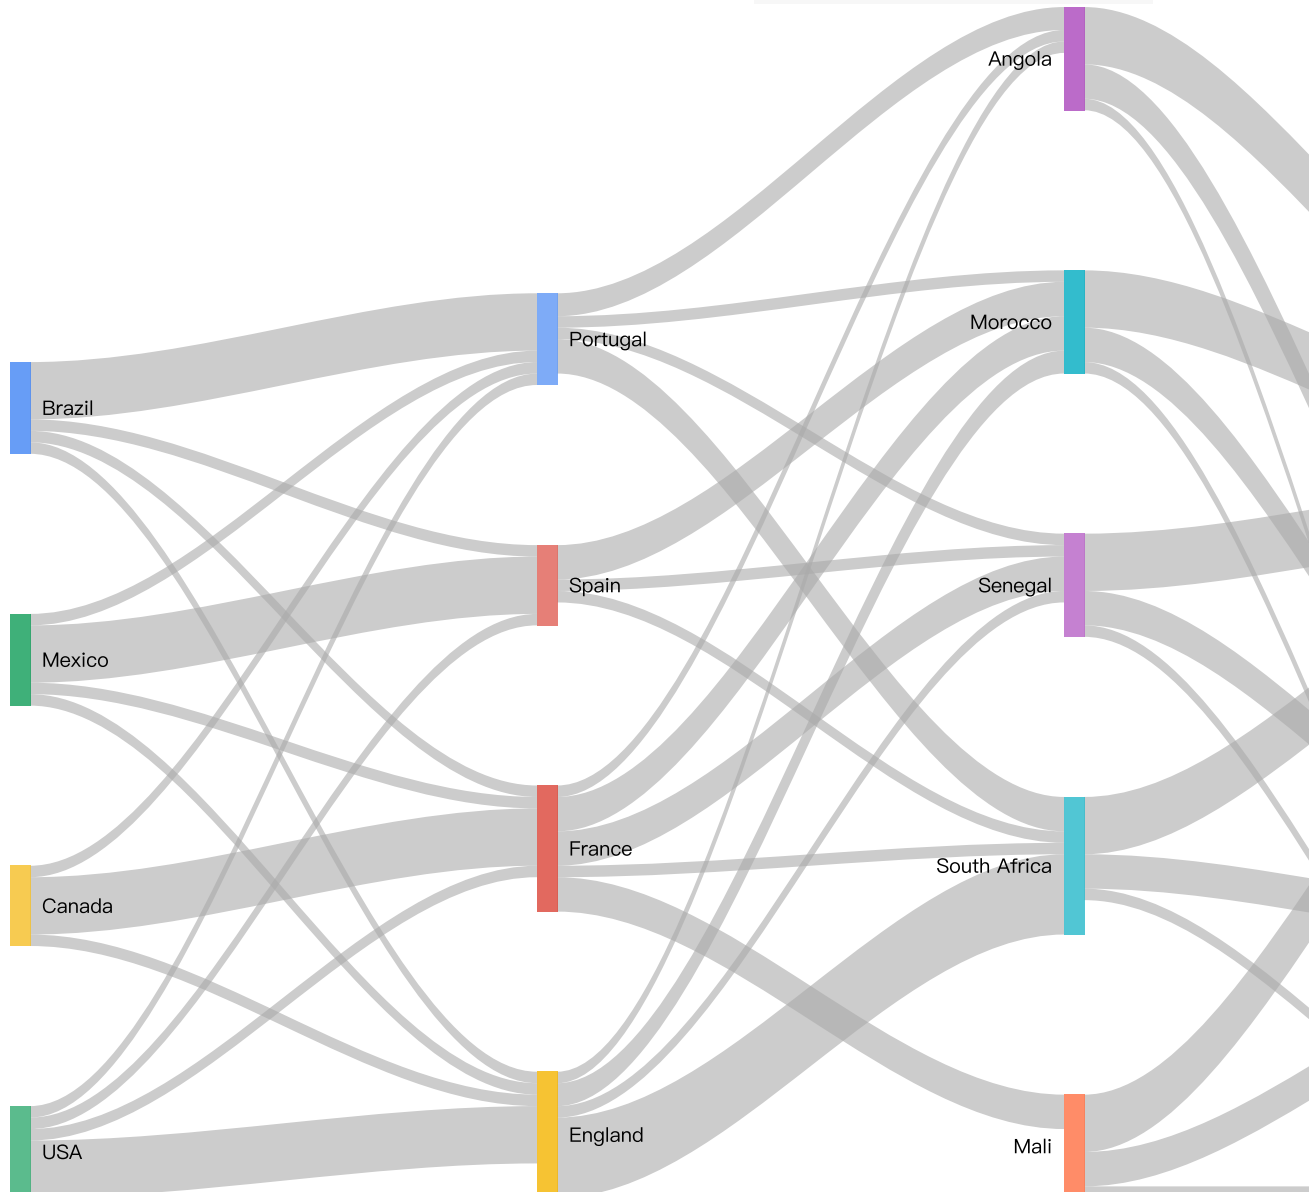 Angola
Morocco
Portugal
Brazil
Spain
Senegal
Mexico
France
South Africa
Canada
England
Mali
USA